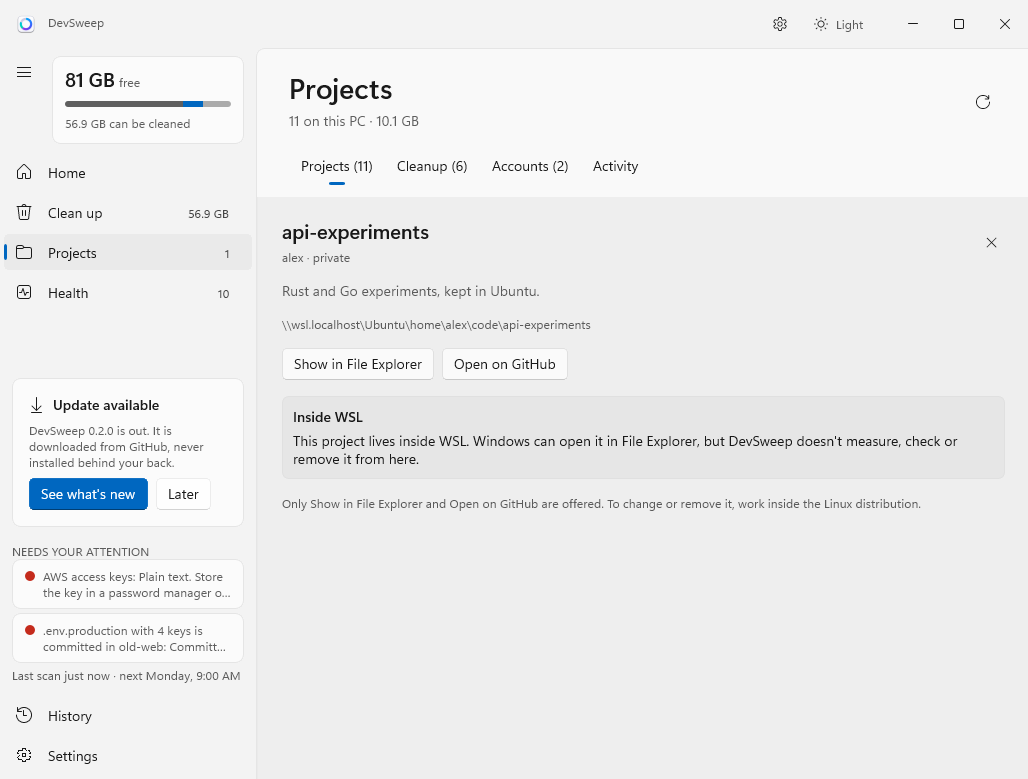 DevSweep
Light
81 GB free
56.9 GB can be cleaned
Home
Clean up 56.9 GB
Projects 1
Health 10
Update available
DevSweep 0.2.0 is out. It is
downloaded from GitHub, never
installed behind your back.
See what's new Later
NEEDS YOUR ATTENTION
AWS access keys: Plain text. Store
the key in a password manager o...
.env.production with 4 keys is
committed in old-web: Committ...
Last scan just now · next Monday, 9:00 AM
History
Settings
Projects
11 on this PC · 10.1 GB
Projects (11) Cleanup (6) Accounts (2) Activity
api-experiments
alex · private
Rust and Go experiments, kept in Ubuntu.
\\wsl.localhost\Ubuntu\home\alex\code\api-experiments
Show in File Explorer Open on GitHub
Inside WSL
This project lives inside WSL. Windows can open it in File Explorer, but DevSweep doesn't measure, check or
remove it from here.
Only Show in File Explorer and Open on GitHub are offered. To change or remove it, work inside the Linux distribution.